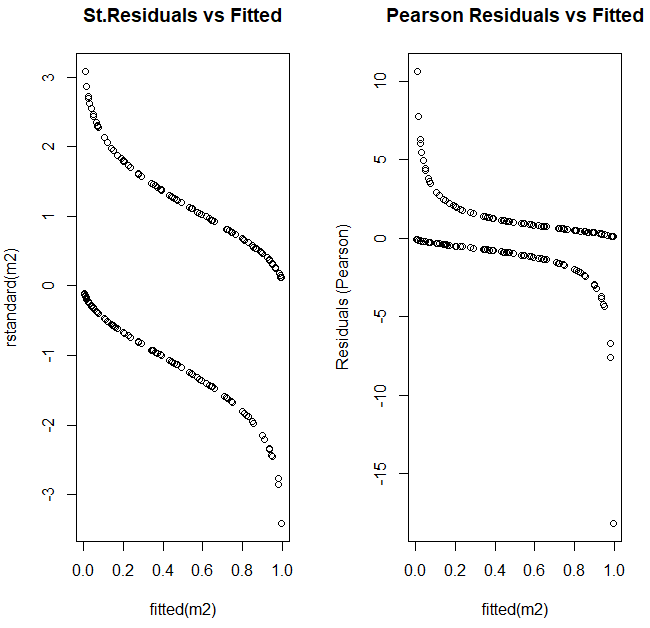 St.Residuals vs Fitted
rstandard(m2)
3
2
1
0
-1
-2
-3
0.0 0.2 0.4 0.6 0.8 1.0
fitted(m2)
Pearson Residuals vs Fitted
Residuals (Pearson)
10
5
0
-5
-10
-15
0.0 0.2 0.4 0.6 0.8 1.0
fitted(m2)